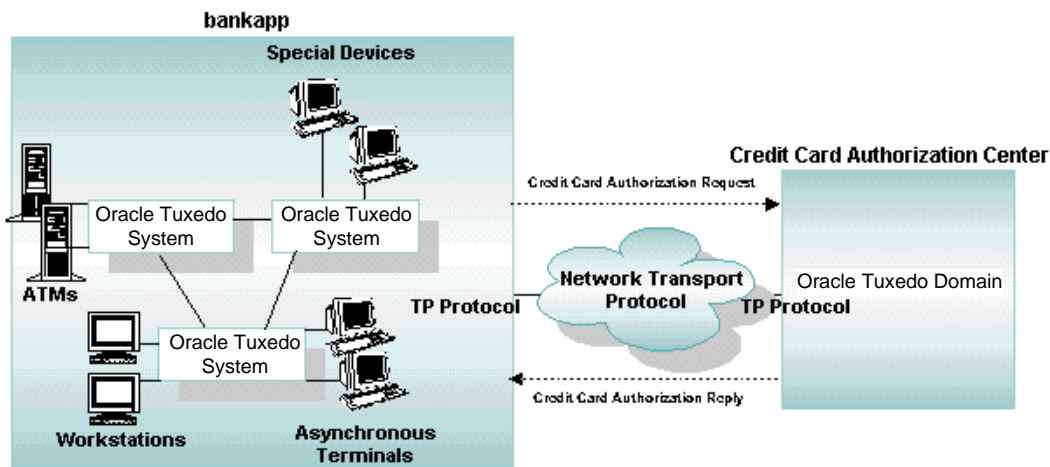 bankapp
Special Devices
Credit Card Authorization Center
Credit Card Authorization Request
Oracle Tuxedo
System
Oracle Tuxedo
System
ATMs
Network Transport
Protocol
TP Protocol
TP Protocol
Oracle Tuxedo Domain
Oracle Tuxedo
System
Credit Card Authorization Reply
Workstations
Asynchronous
Terminals